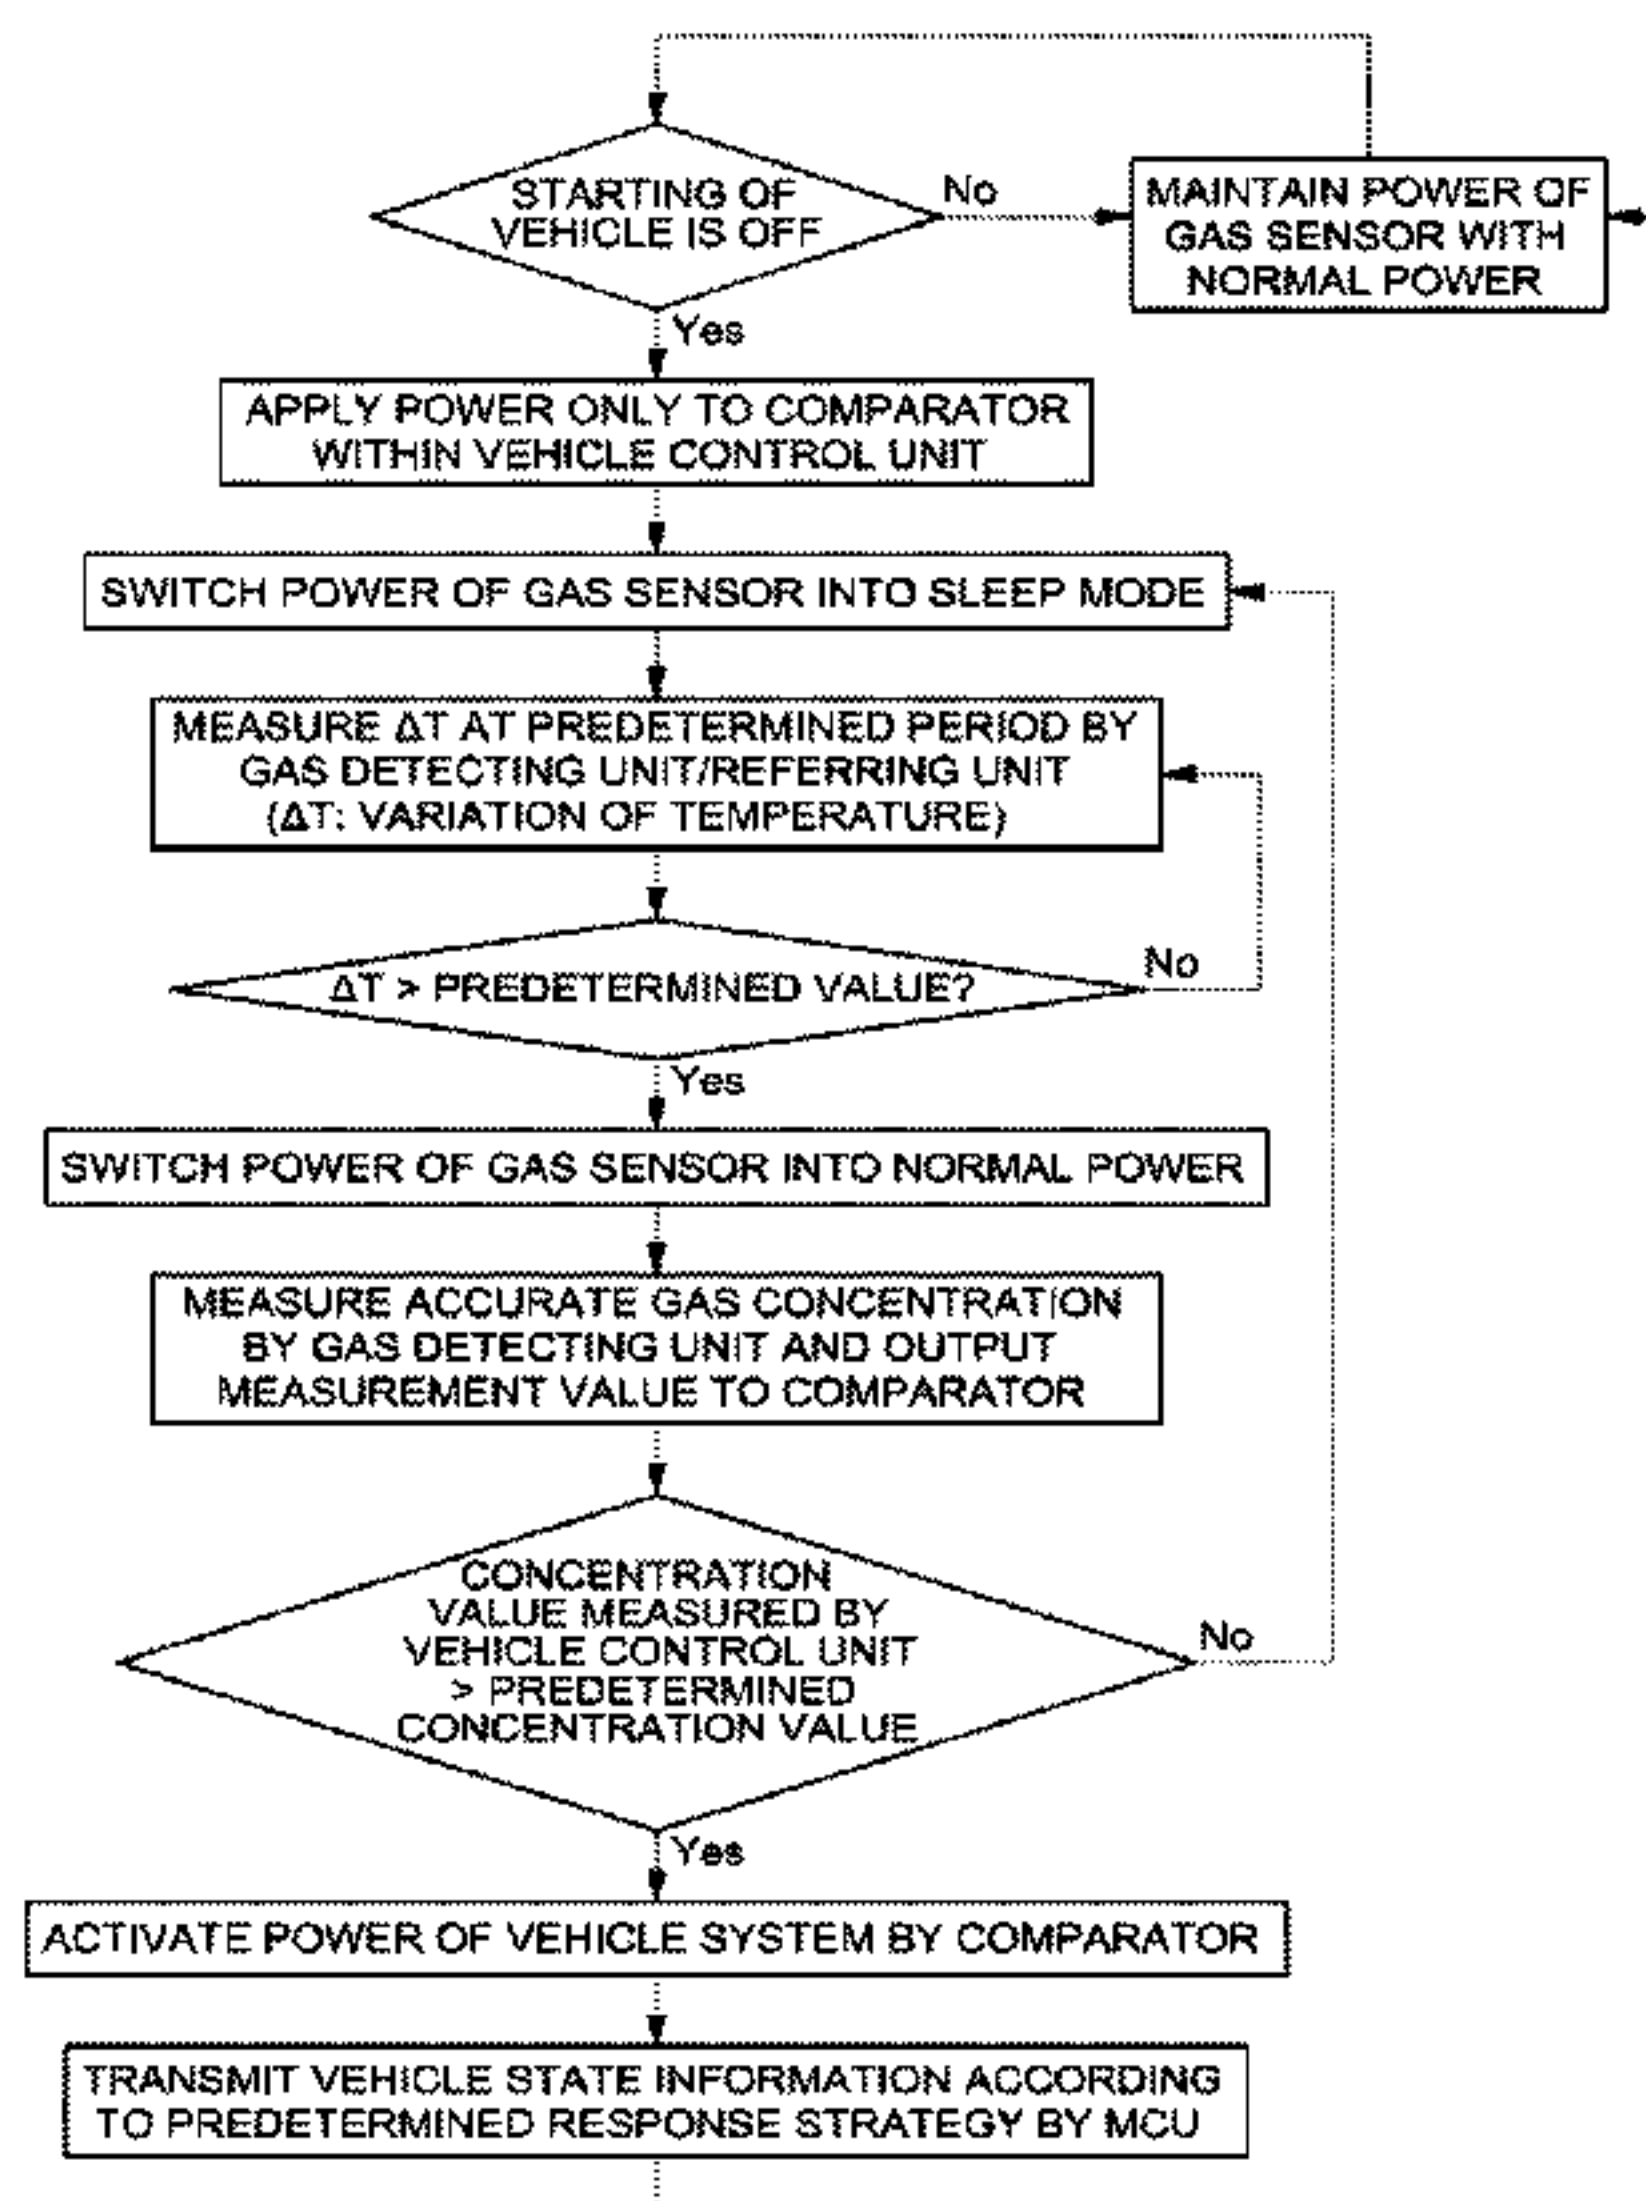 STARTING OF
VEHICLE IS OFF
No
MAINTAIN POWER OF
GAS SENSOR WITH
NORMAL POWER
Yes
APPLY POWER ONLY TO COMPARATOR
WITHIN VEHICLE CONTROL UNIT
SWITCH POWER OF GAS SENSOR INTO SLEEP MODE
MEASURE ΔT AT PREDETERMINED PERIOD BY
GAS DETECTING UNIT/REFERRING UNIT
(ΔT: VARIATION OF TEMPERATURE)
ΔT > PREDETERMINED VALUE?
No
Yes
SWITCH POWER OF GAS SENSOR INTO NORMAL POWER
MEASURE ACCURATE GAS CONCENTRATION
BY GAS DETECTING UNIT AND OUTPUT
MEASUREMENT VALUE TO COMPARATOR
CONCENTRATION
VALUE MEASURED BY
VEHICLE CONTROL UNIT
> PREDETERMINED
CONCENTRATION VALUE
No
Yes
ACTIVATE POWER OF VEHICLE SYSTEM BY COMPARATOR
TRANSMIT VEHICLE STATE INFORMATION ACCORDING
TO PREDETERMINED RESPONSE STRATEGY BY MCU